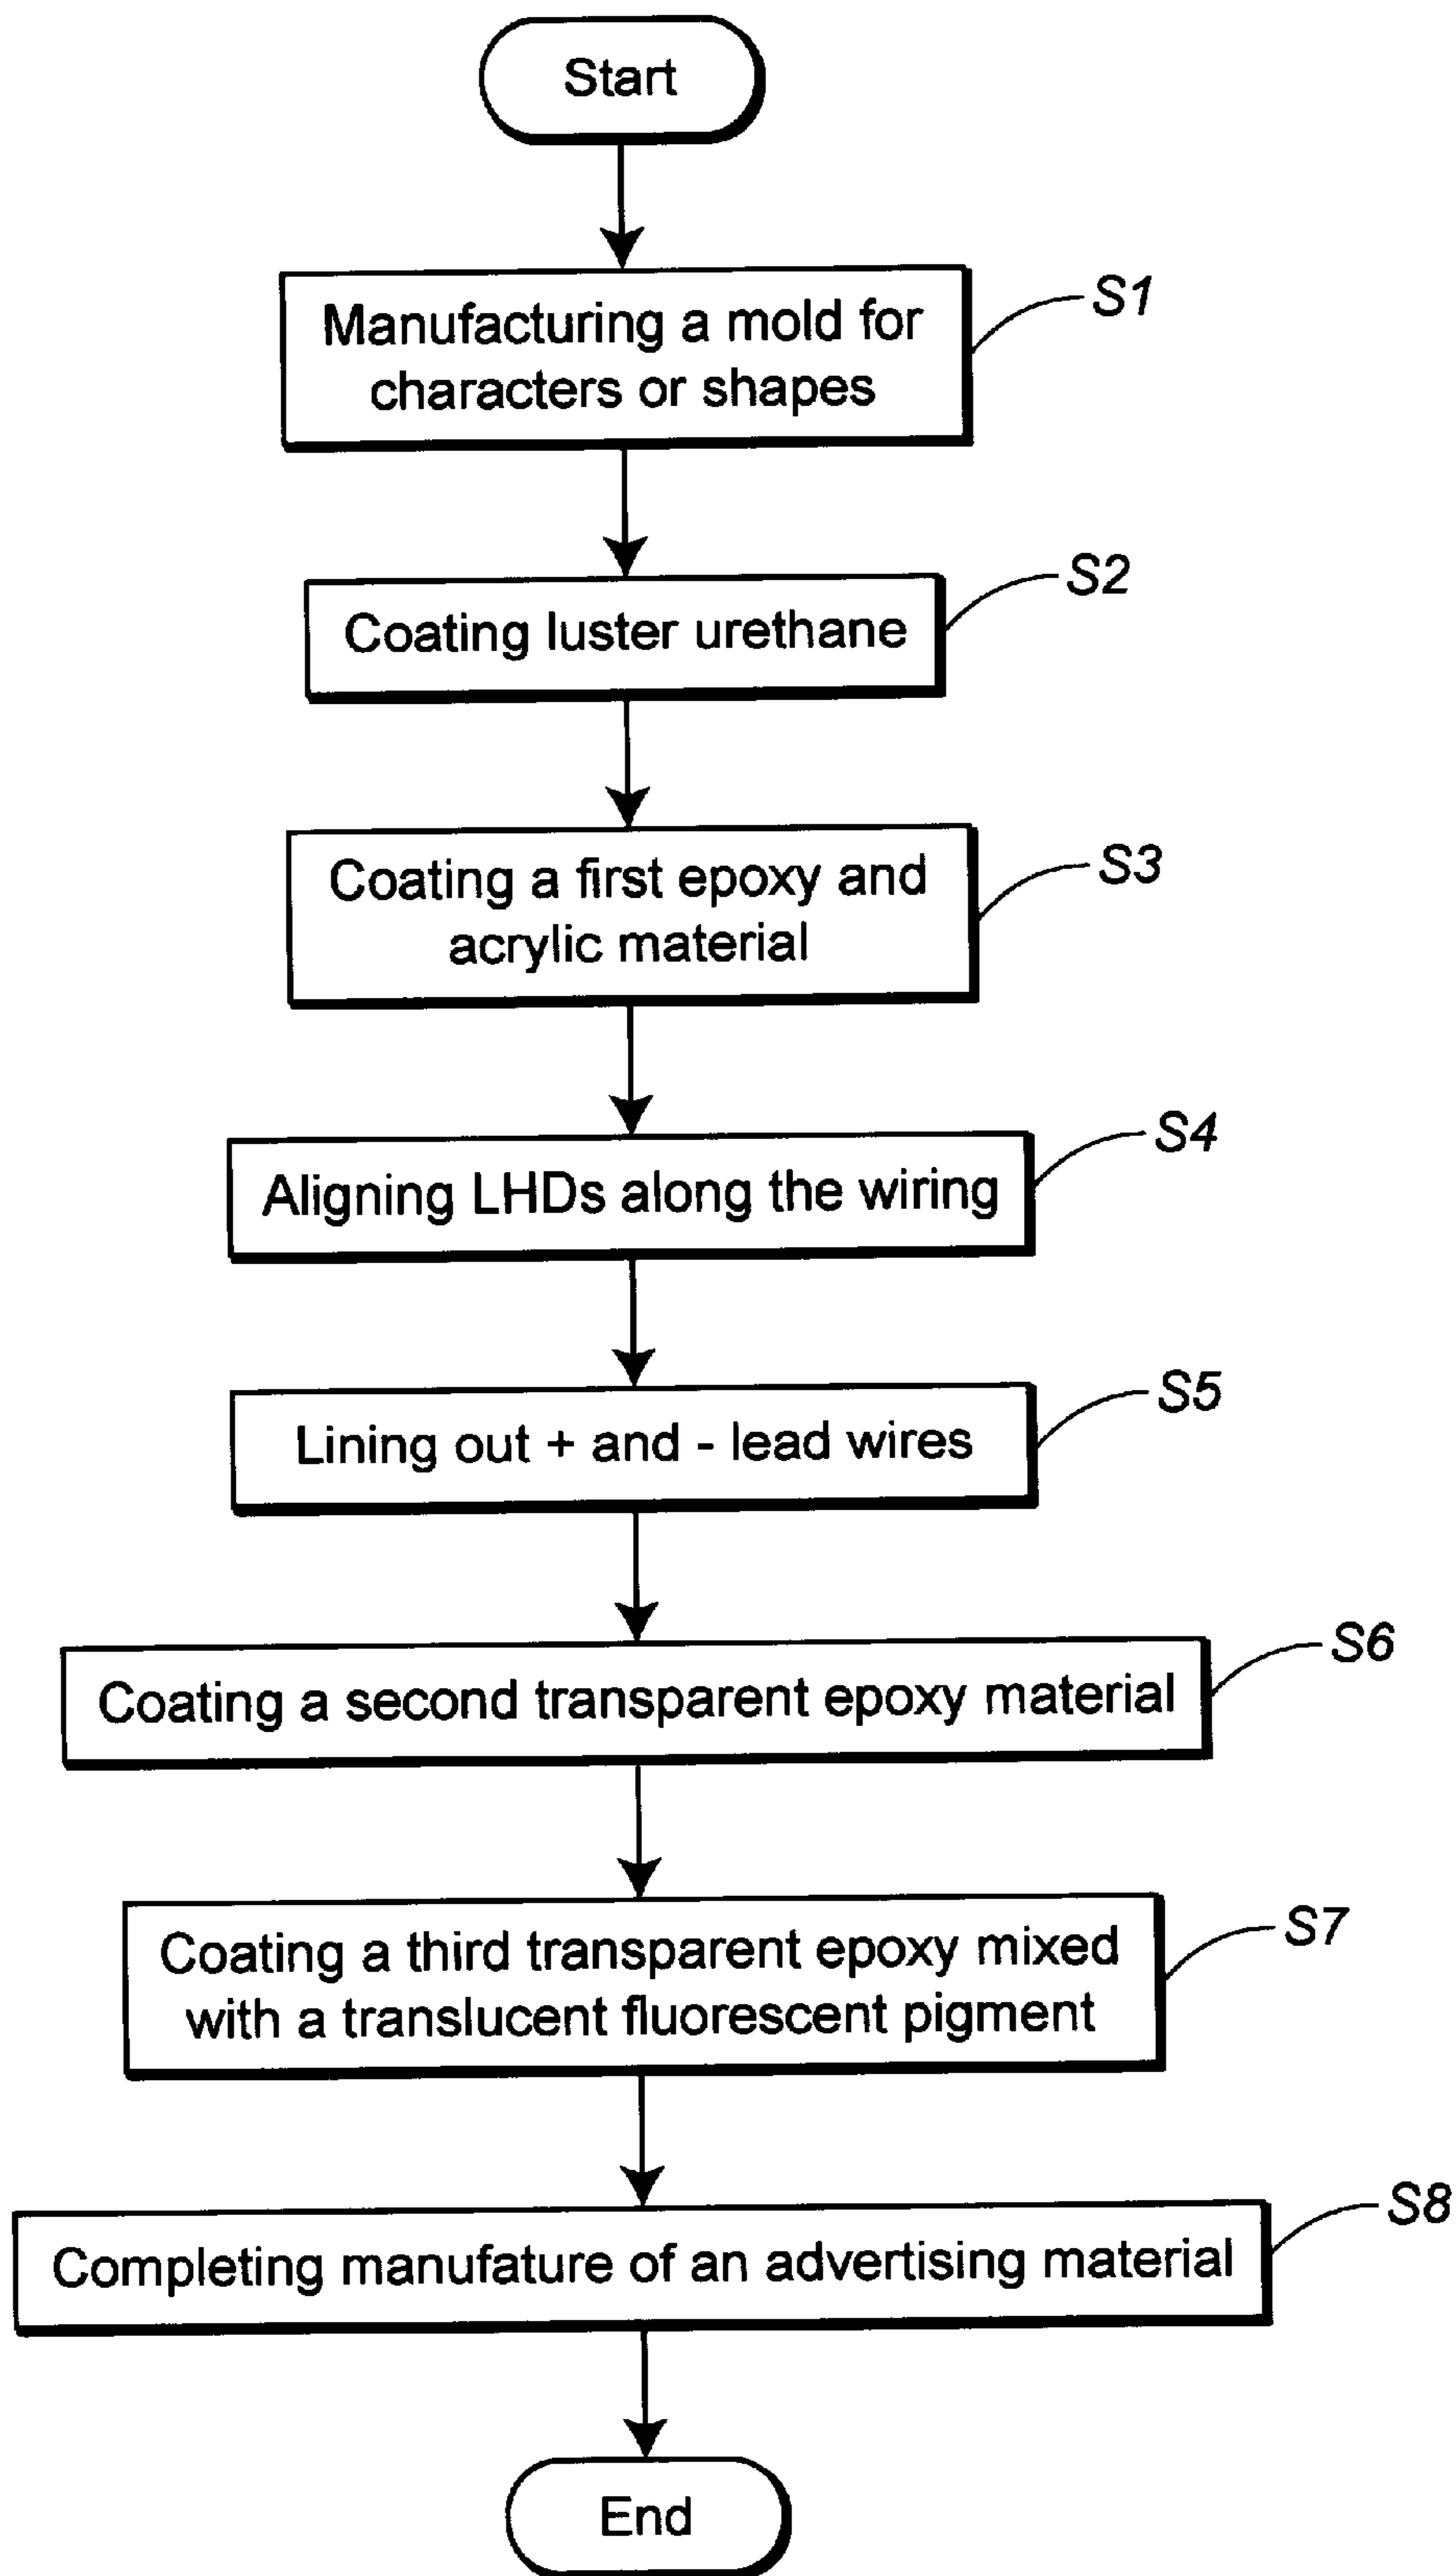 Start
Manufacturing a mold for
characters or shapes
S1
Coating luster urethane
S2
Coating a first epoxy and
acrylic material
S3
Aligning LHDs along the wiring
S4
Lining out + and - lead wires
S5
Coating a second transparent epoxy material
S6
Coating a third transparent epoxy mixed
with a translucent fluorescent pigment
S7
Completing manufature of an advertising material
S8
End